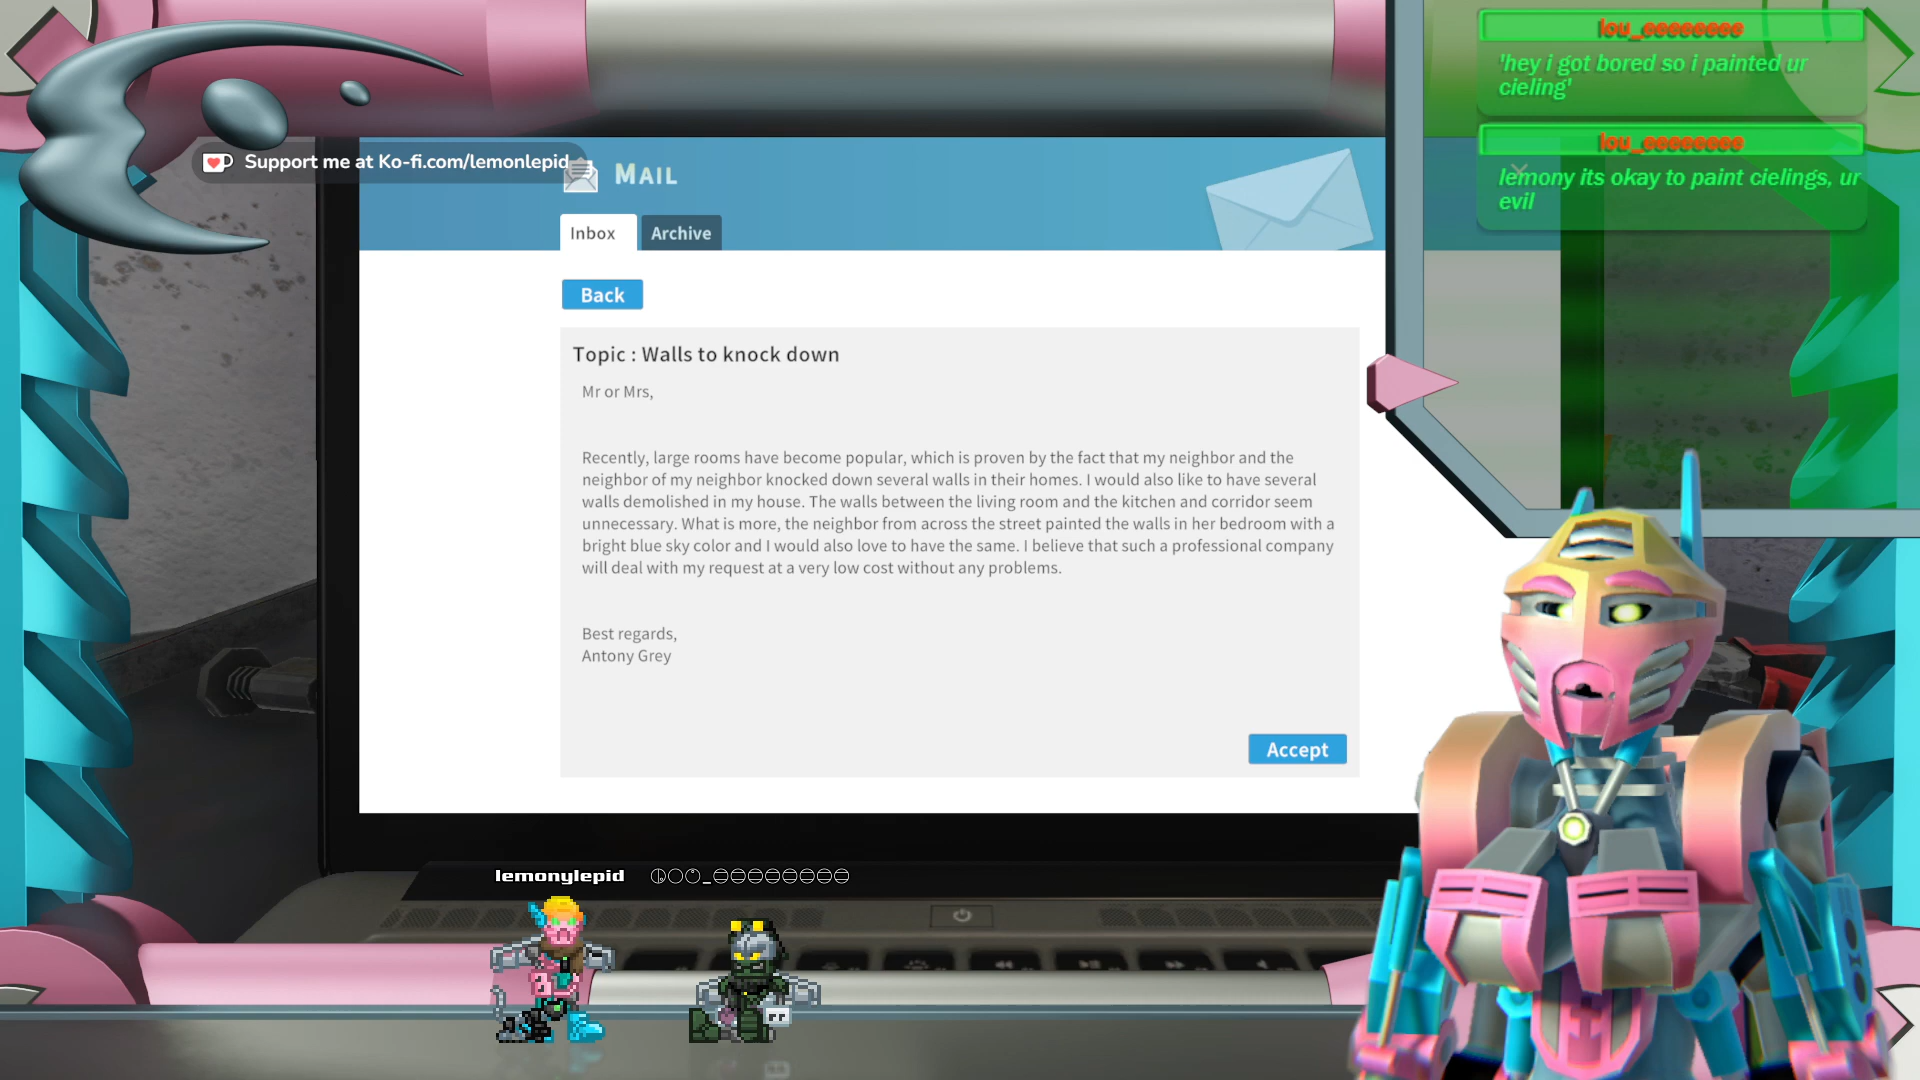 lou_eeeeeeeee
'hey i got bored so i painted ur
cieling'
lou_eeeeeeeee
lemony its okay to paint cielings, ur
evil
Support me at Ko-fi.com/lemonlepid
MAIL
Inbox
Archive
Back
Topic : Walls to knock down
Mr or Mrs,
Recently, large rooms have become popular, which is proven by the fact that my neighbor and the
neighbor of my neighbor knocked down several walls in their homes. I would also like to have several
walls demolished in my house. The walls between the living room and the kitchen and corridor seem
unnecessary. What is more, the neighbor from across the street painted the walls in her bedroom with a
bright blue sky color and I would also love to have the same. I believe that such a professional company
will deal with my request at a very low cost without any problems.
Best regards,
Antony Grey
Accept
lemonylepid